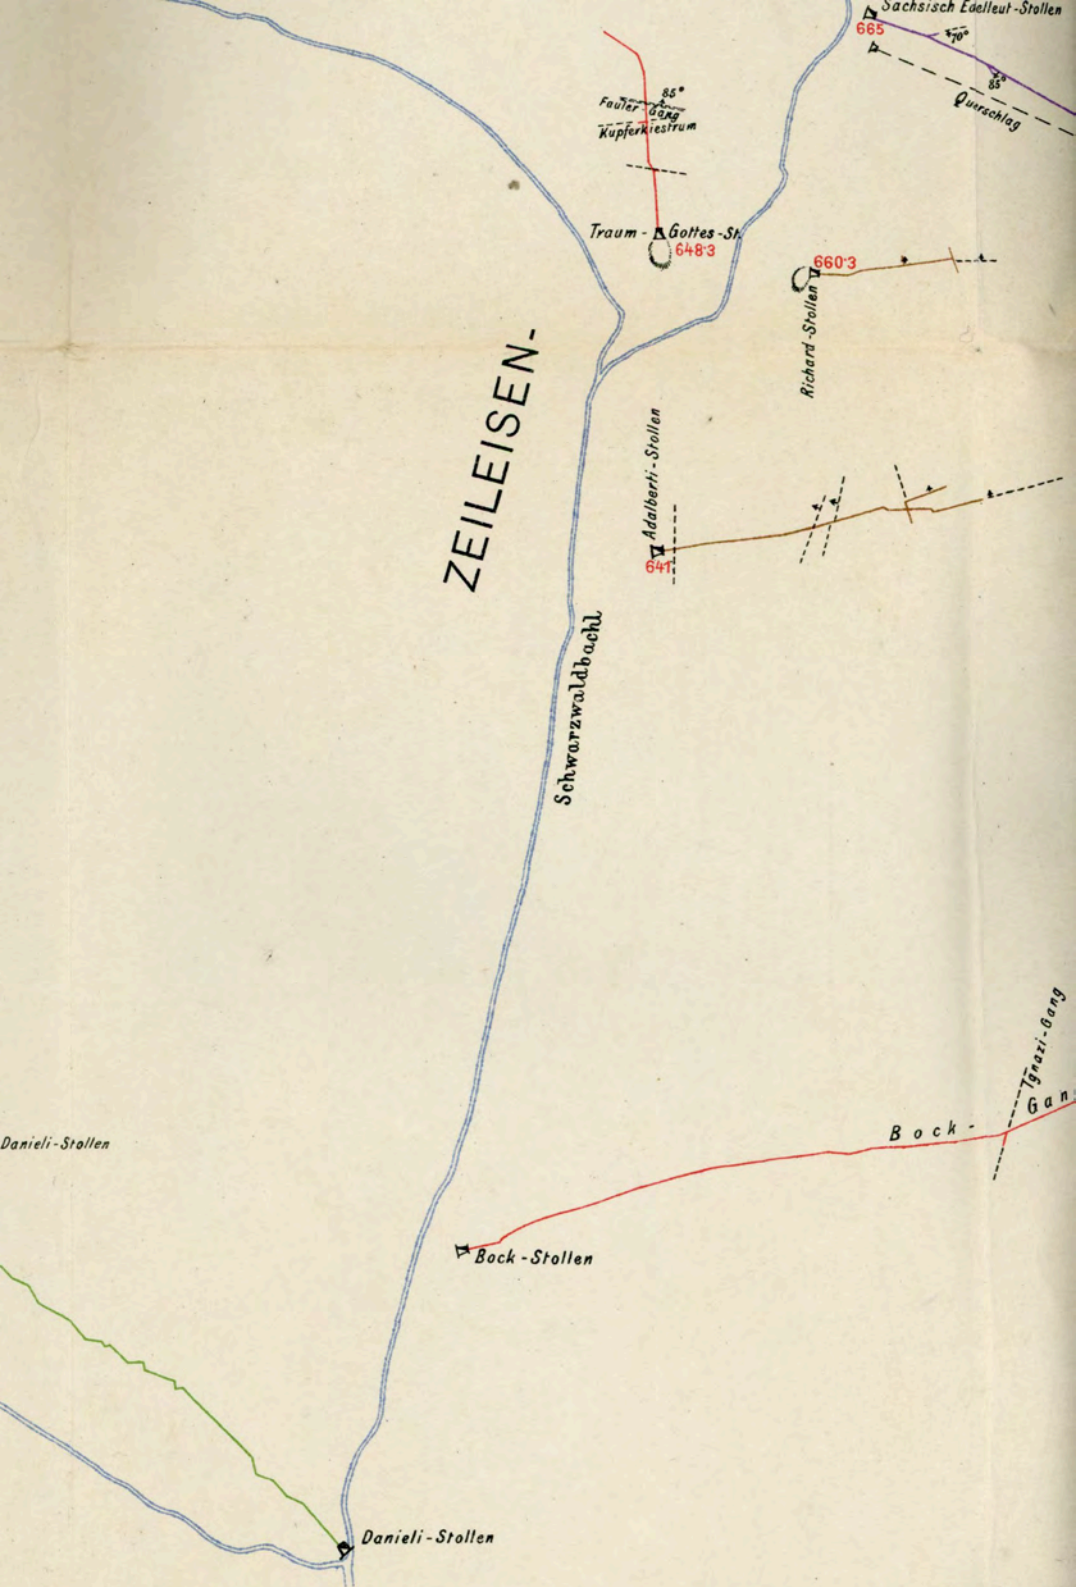 Sächsisch Edelleut-Stollen
665
70°
85°
Querschlag
85°
Fauler-Gang
Kupferkiestrum
Traum-Gottes-St.
648·3
660·3
Richard-Stollen
ZEILEISEN-
Adalberti-Stollen
641
Schwarzwaldbachl
Ignazi-Gang
Bock-Gan
Danieli-Stollen
Bock-Stollen
Danieli-Stollen